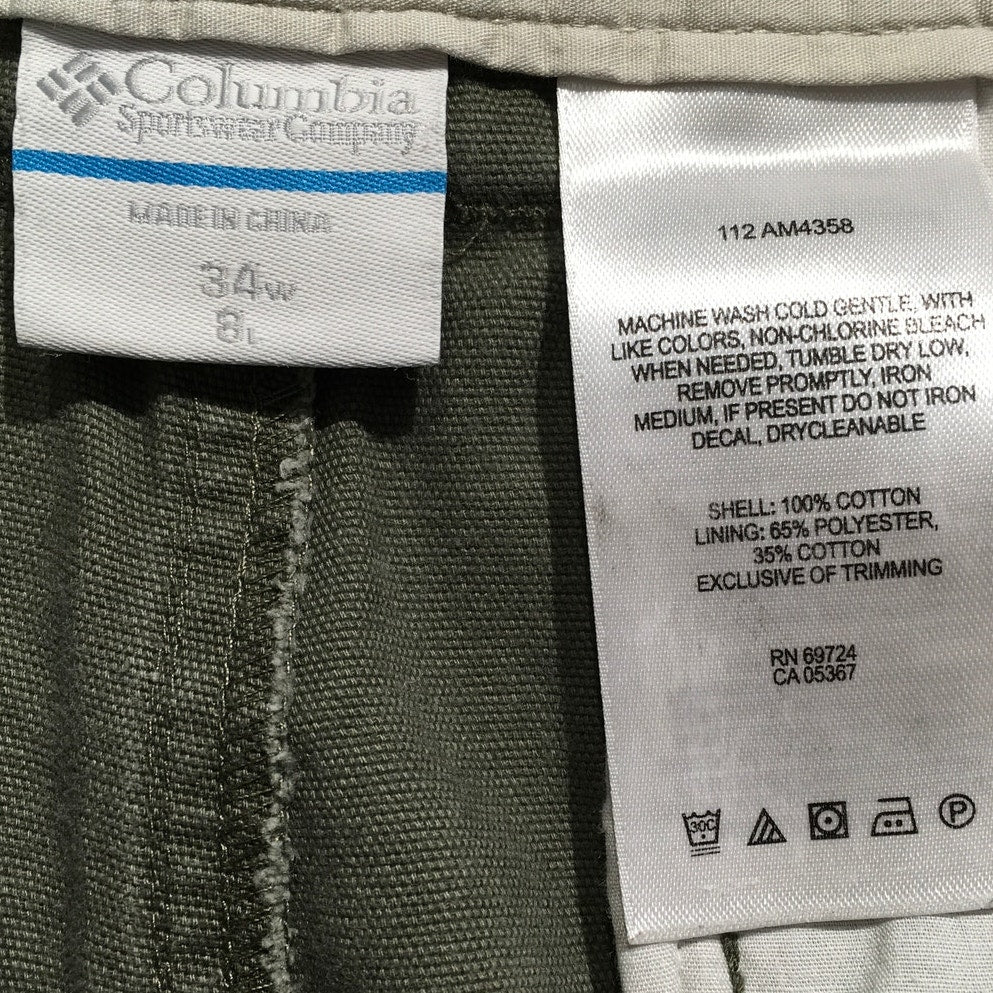 Columbia
Sportswear Company
MADE IN CHINA
34W
8L
112 AM4358
MACHINE WASH COLD GENTLE, WITH
LIKE COLORS, NON-CHLORINE BLEACH
WHEN NEEDED, TUMBLE DRY LOW,
REMOVE PROMPTLY, IRON
MEDIUM, IF PRESENT DO NOT IRON
DECAL, DRYCLEANABLE
SHELL: 100% COTTON
LINING: 65% POLYESTER,
35% COTTON
EXCLUSIVE OF TRIMMING
RN 69724
CA 05367
30C
P